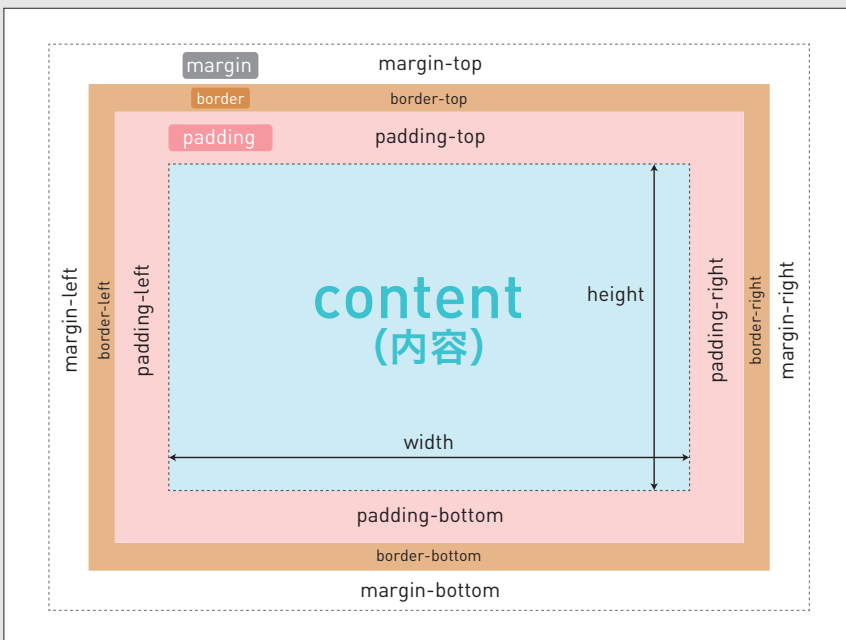 margin
margin-top
border
border-top
padding
padding-top
margin-left
border-left
padding-left
content
(内容)
height
padding-right
border-right
margin-right
width
padding-bottom
border-bottom
margin-bottom